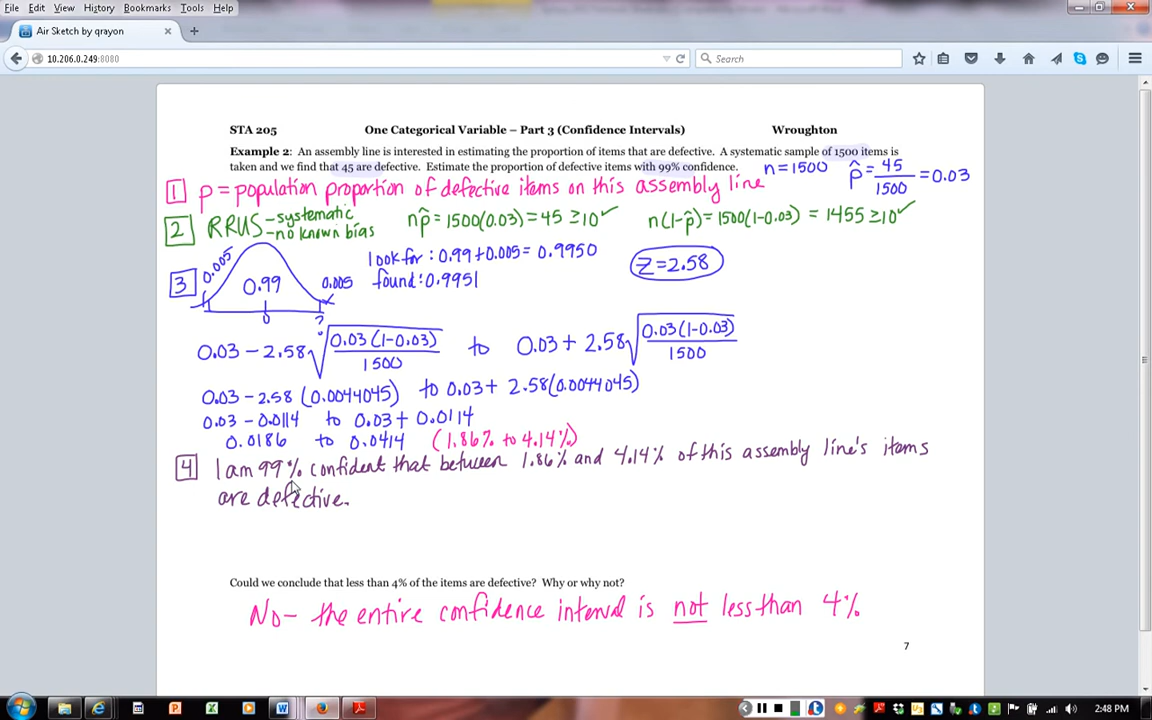 File Edit View History Bookmarks Tools Help
Air Sketch by qrayon
10.206.0.249:8080
Search
STA 205 One Categorical Variable – Part 3 (Confidence Intervals) Wroughton
Example 2: An assembly line is interested in estimating the proportion of items that are defective. A systematic sample of 1500 items is
taken and we find that 45 are defective. Estimate the proportion of defective items with 99% confidence.
n=1500 p̂ = 45/1500 = 0.03
1 p = population proportion of defective items on this assembly line
2 RRUS -systematic -no known bias np̂ = 1500(0.03) = 45 ≥ 10 ✓ n(1-p̂) = 1500(1-0.03) = 1455 ≥ 10 ✓
3 0.005 0.99 0.005 0 ?
look for: 0.99+0.005 = 0.9950
found: 0.9951
Z=2.58
0.03 - 2.58 √(0.03(1-0.03)/1500) to 0.03 + 2.58 √(0.03(1-0.03)/1500)
0.03 - 2.58 (0.0044045) to 0.03 + 2.58(0.0044045)
0.03 - 0.0114 to 0.03 + 0.0114
0.0186 to 0.0414 (1.86% to 4.14%)
4 I am 99% confident that between 1.86% and 4.14% of this assembly line's items
are defective.
Could we conclude that less than 4% of the items are defective? Why or why not?
No- the entire confidence interval is not less than 4%
7
2:48 PM